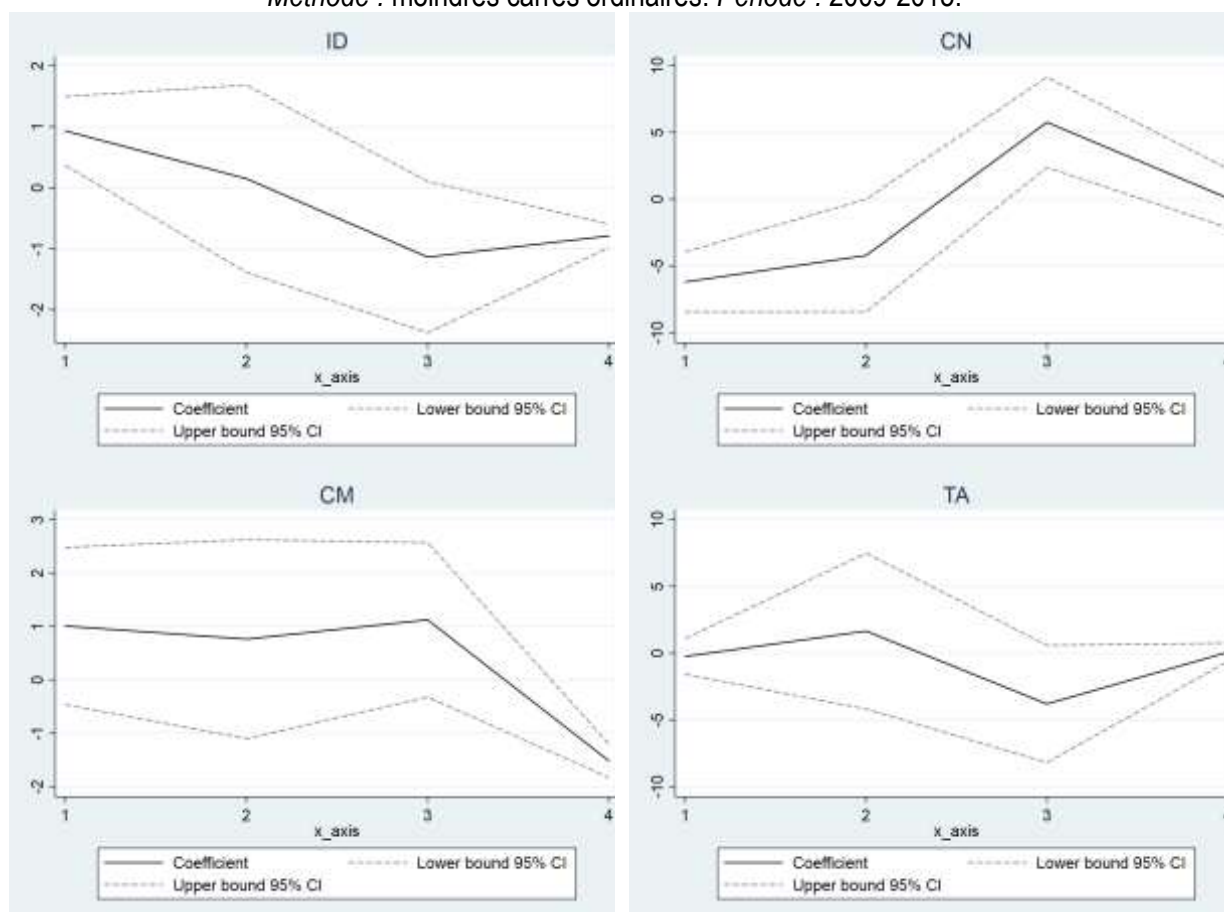 Méthode : moindres carrés ordinaires. Période : 2009-2018.
ID
2
1
0
-1
-2
1
2
3
4
x_axis
Coefficient
Lower bound 95% CI
Upper bound 95% CI
CN
10
5
0
-5
-10
1
2
3
x_axis
Coefficient
Lower bound 95% CI
Upper bound 95% CI
CM
3
2
1
0
-1
-2
1
2
3
4
x_axis
Coefficient
Lower bound 95% CI
Upper bound 95% CI
TA
10
5
0
-5
-10
1
2
3
x_axis
Coefficient
Lower bound 95% CI
Upper bound 95% CI